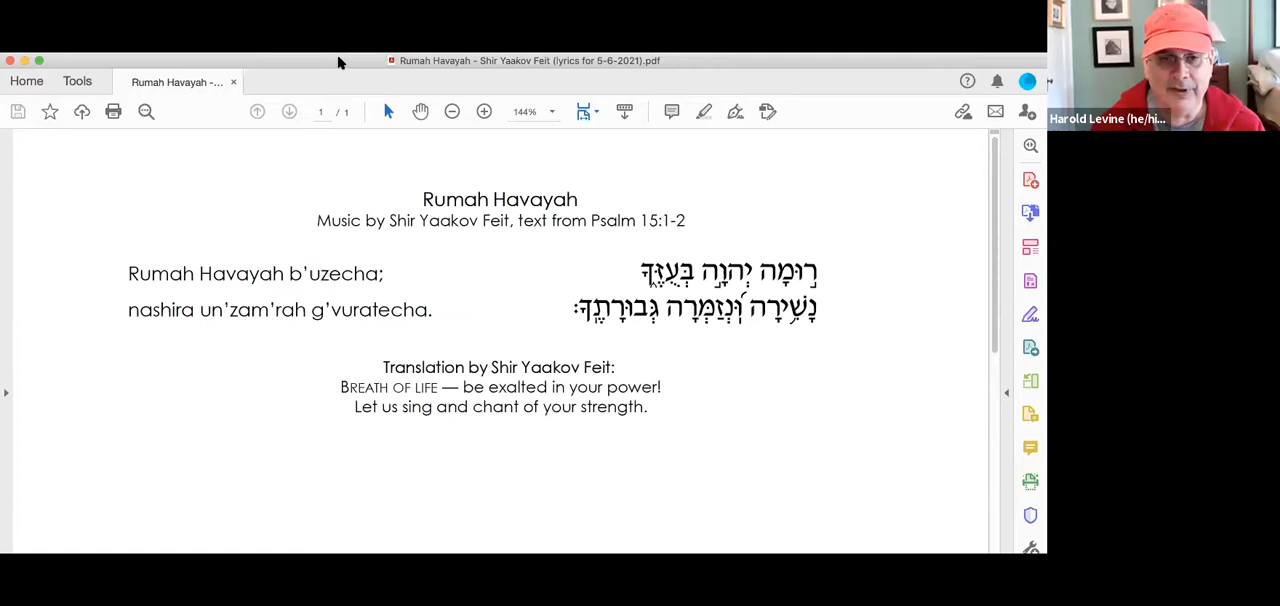 Rumah Havayah - Shir Yaakov Feit (lyrics for 5-6-2021).pdf
Home Tools Rumah Havayah -... ×
1 / 1 144%
Harold Levine (he/hi...
Rumah Havayah
Music by Shir Yaakov Feit, text from Psalm 15:1-2
Rumah Havayah b'uzecha;
רוּמָה יְהוָה בְּעֻזֶּךָ
nashira un'zam'rah g'vuratecha.
נָשִׁירָה וּנְזַמְּרָה גְּבוּרָתֶךָ׃
Translation by Shir Yaakov Feit:
BREATH OF LIFE — be exalted in your power!
Let us sing and chant of your strength.